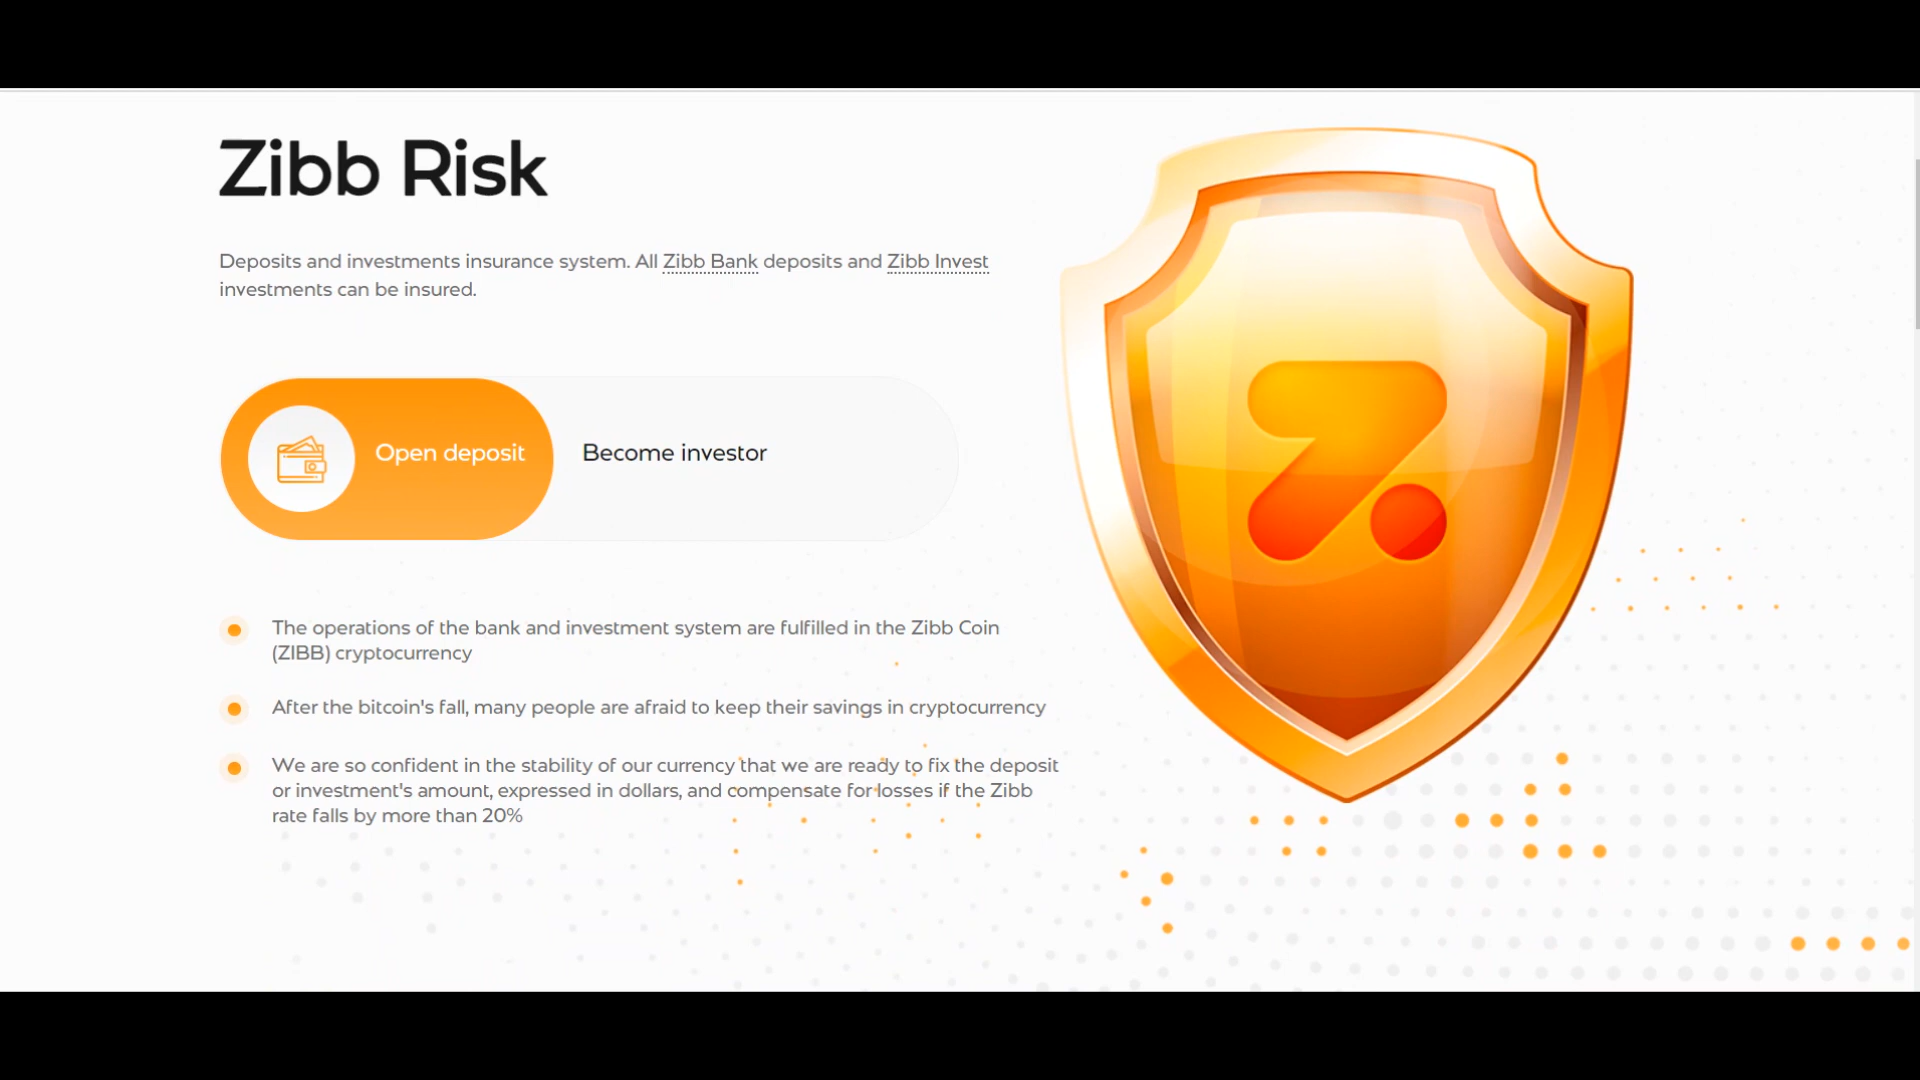 Zibb Risk
Deposits and investments insurance system. All Zibb Bank deposits and Zibb Invest
investments can be insured.
Open deposit
Become investor
The operations of the bank and investment system are fulfilled in the Zibb Coin
(ZIBB) cryptocurrency
After the bitcoin's fall, many people are afraid to keep their savings in cryptocurrency
We are so confident in the stability of our currency that we are ready to fix the deposit
or investment's amount, expressed in dollars, and compensate for losses if the Zibb
rate falls by more than 20%